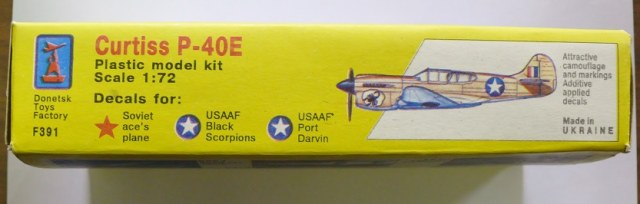 Curtiss P-40E
Plastic model kit
Scale 1:72
Donetsk
Toys
Factory
F391
Decals for:
Soviet
ace's
plane
USAAF
Black
Scorpions
USAAF
Port
Darvin
Attractive
camouflage
and markings
Additive
applied
decals
Made in
UKRAINE